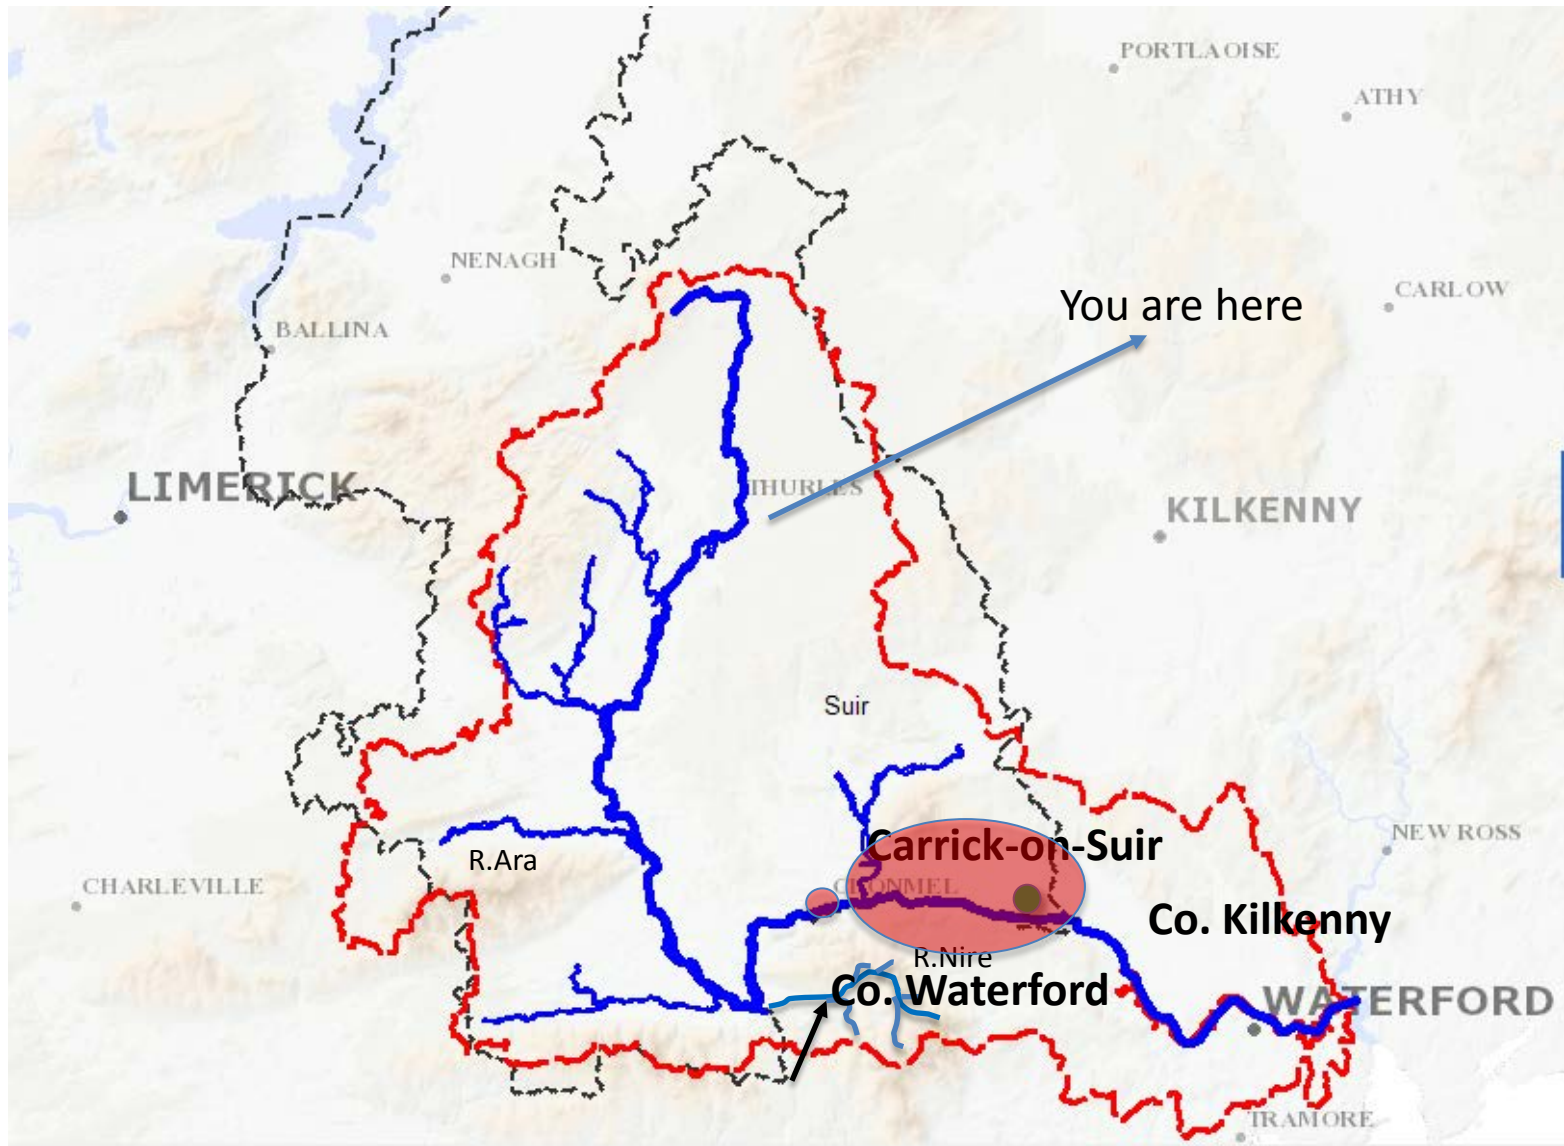 PORTLAOISE
ATHY
NENAGH
CARLOW
You are here
BALLINA
LIMERICK
THURLES
KILKENNY
Suir
NEW ROSS
Carrick-on-Suir
R.Ara
CHARLEVILLE
CLONMEL
Co. Kilkenny
R.Nire
Co. Waterford
WATERFORD
TRAMORE